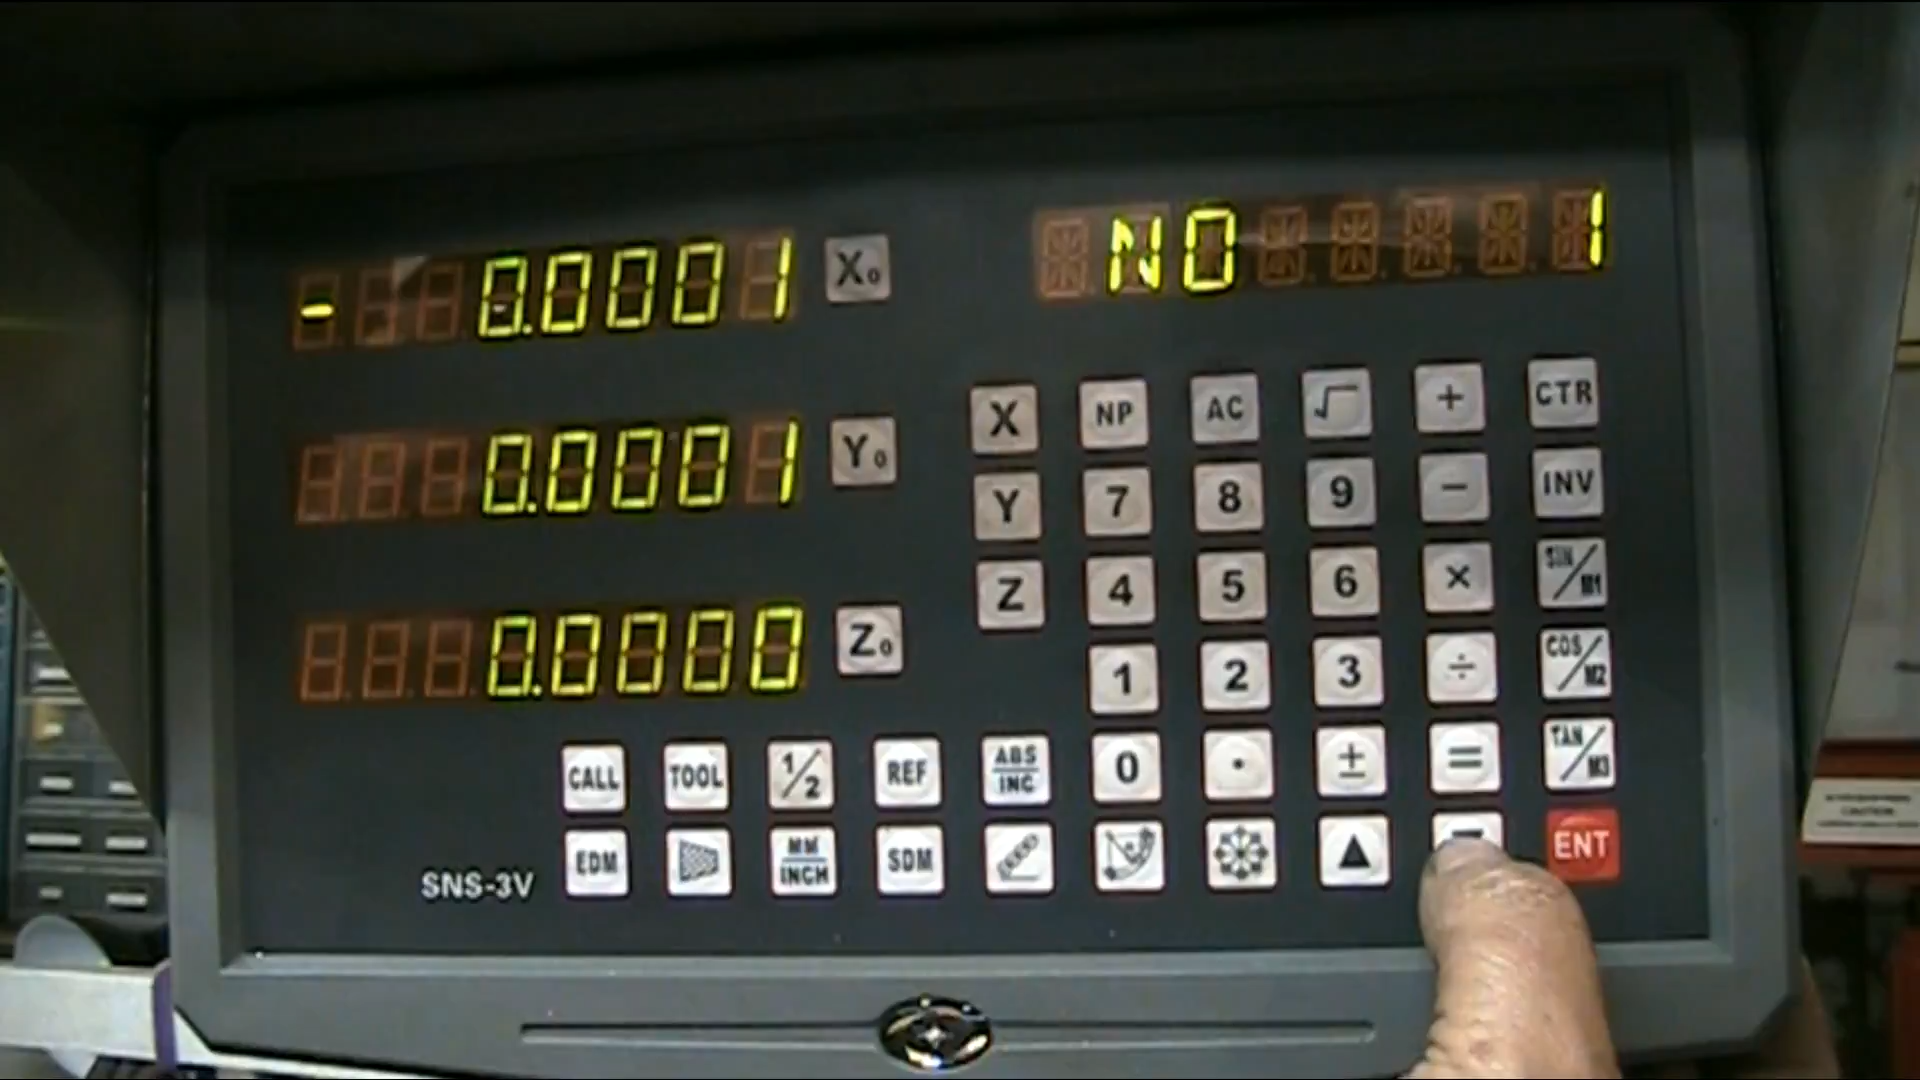 - 0.0001 X₀ NO 1
X NP AC √ + CTR
0.0001 Y₀
Y 7 8 9 - INV
Z 4 5 6 × SIN/M1
0.0000 Z₀
1 2 3 ÷ COS/M2
CALL TOOL 1/2 REF ABS/INC 0 . ± = TAN/M3
SNS-3V EDM MM/INCH SDM ▲ ENT
CAUTION